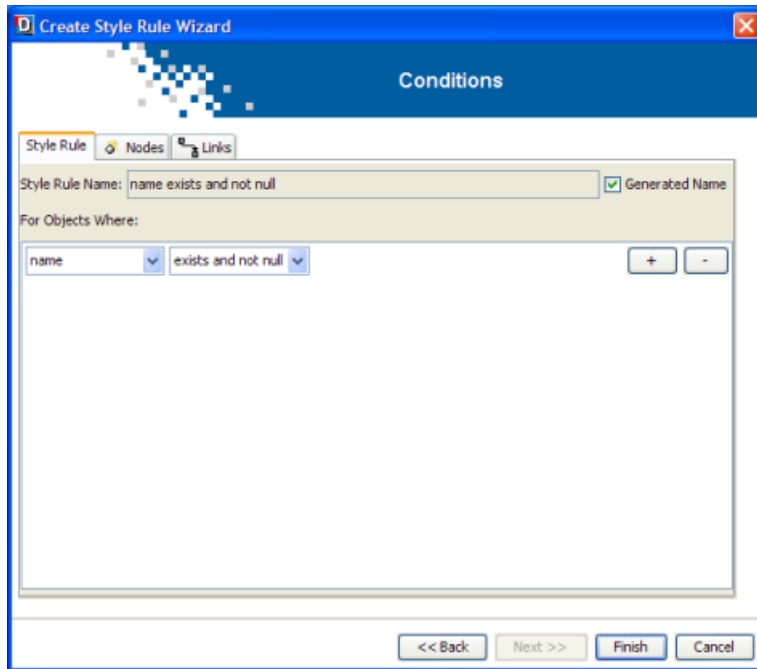 D Create Style Rule Wizard
Conditions
Style Rule Nodes Links
Style Rule Name: name exists and not null Generated Name
For Objects Where:
name exists and not null + -
<< Back Next >> Finish Cancel